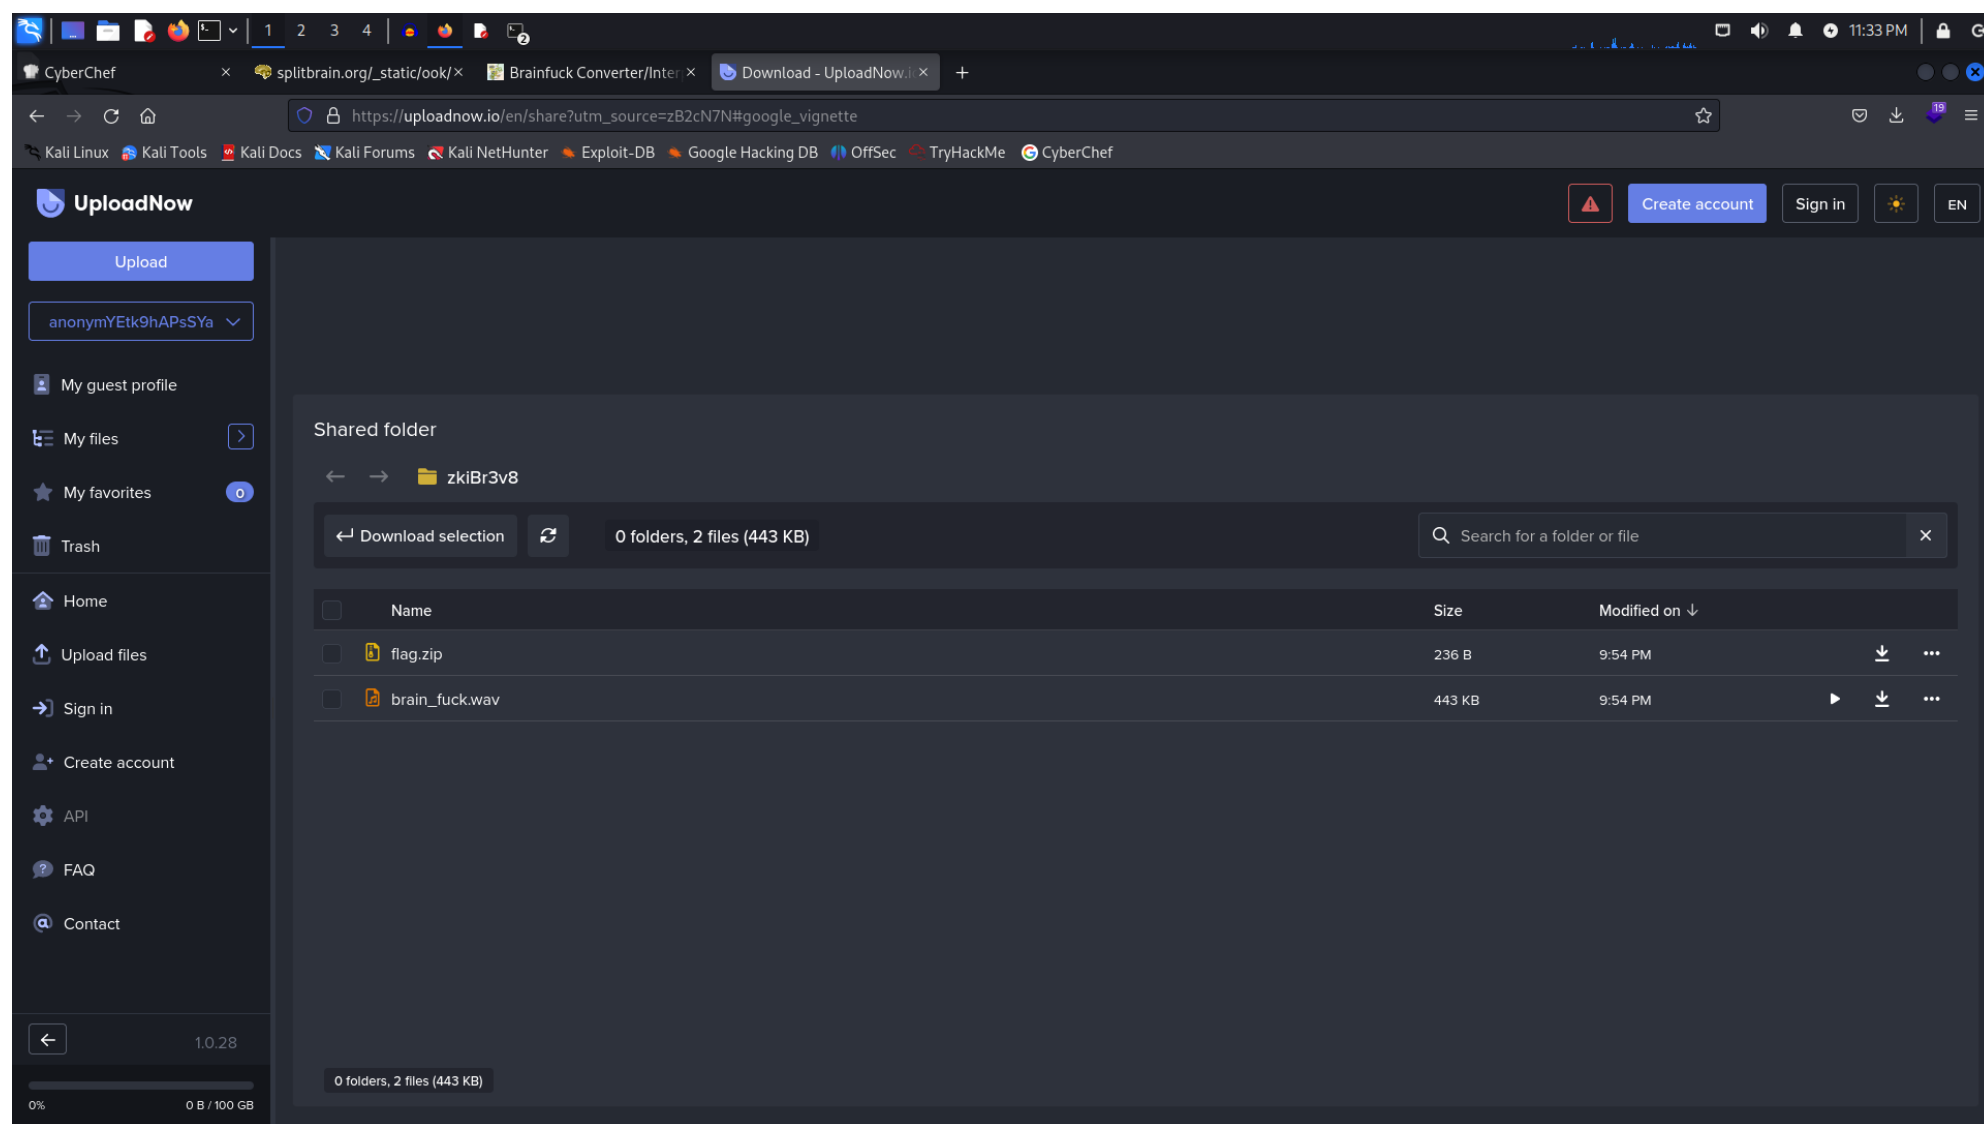 1 2 3 4 2 11:33 PM
CyberChef splitbrain.org/_static/ook/ Brainfuck Converter/Inter Download - UploadNow.i
https://uploadnow.io/en/share?utm_source=zB2cN7N#google_vignette 19
Kali Linux Kali Tools Kali Docs Kali Forums Kali NetHunter Exploit-DB Google Hacking DB OffSec TryHackMe CyberChef
UploadNow Create account Sign in EN
Upload
anonymYEtk9hAPsSYa
My guest profile
My files
My favorites 0
Trash
Home
Upload files
Sign in
Create account
API
FAQ
Contact
1.0.28
0% 0 B / 100 GB
Shared folder
zkiBr3v8
Download selection 0 folders, 2 files (443 KB) Search for a folder or file
Name Size Modified on
flag.zip 236 B 9:54 PM
brain_fuck.wav 443 KB 9:54 PM
0 folders, 2 files (443 KB)